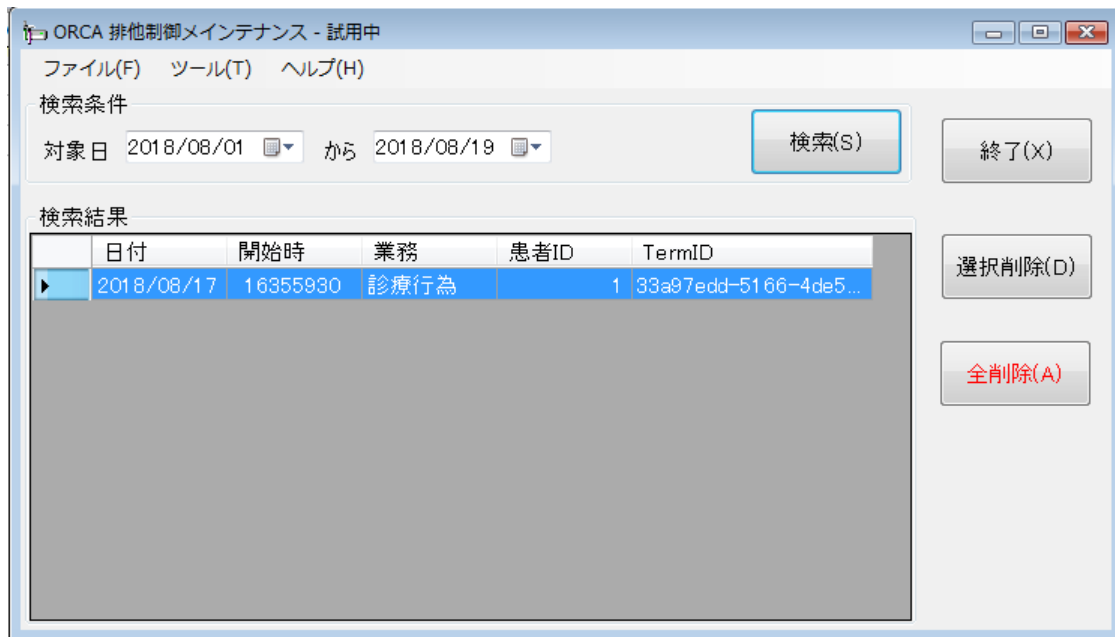 ORCA 排他制御メインテナンス - 試用中
ファイル(F) ツール(T) ヘルプ(H)
検索条件
対象日 2018/08/01 から 2018/08/19 検索(S)
終了(X)
検索結果
日付 開始時 業務 患者ID TermID
2018/08/17 16355930 診療行為 1 33a97edd-5166-4de5...
選択削除(D)
全削除(A)